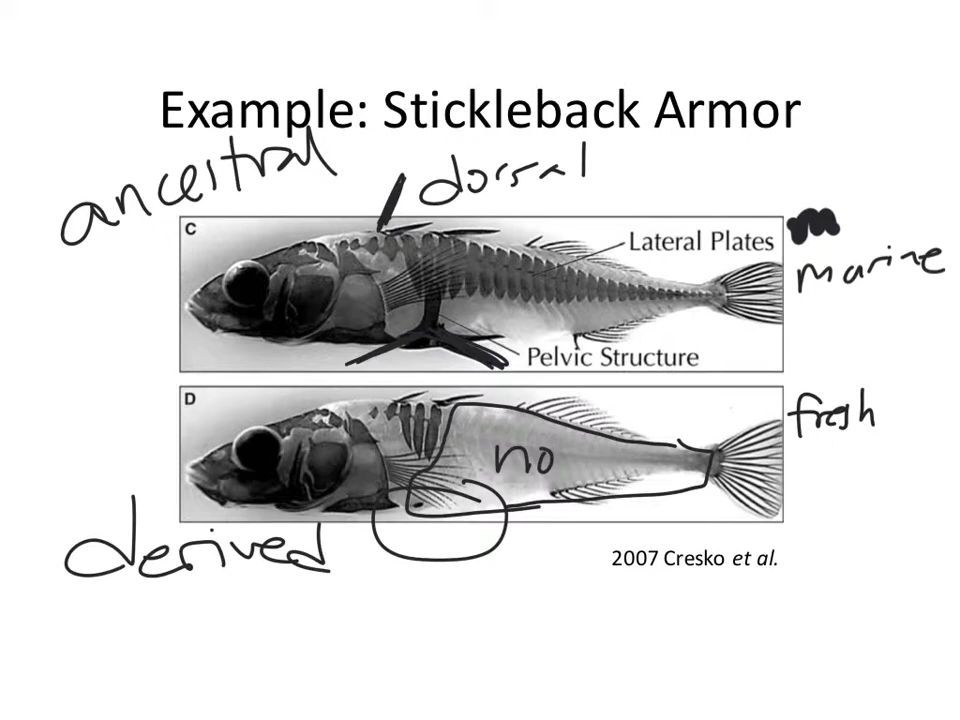 Example: Stickleback Armor
ancestral
dorsal
C
Lateral Plates
marine
Pelvic Structure
D
fresh
no
derived
2007 Cresko et al.